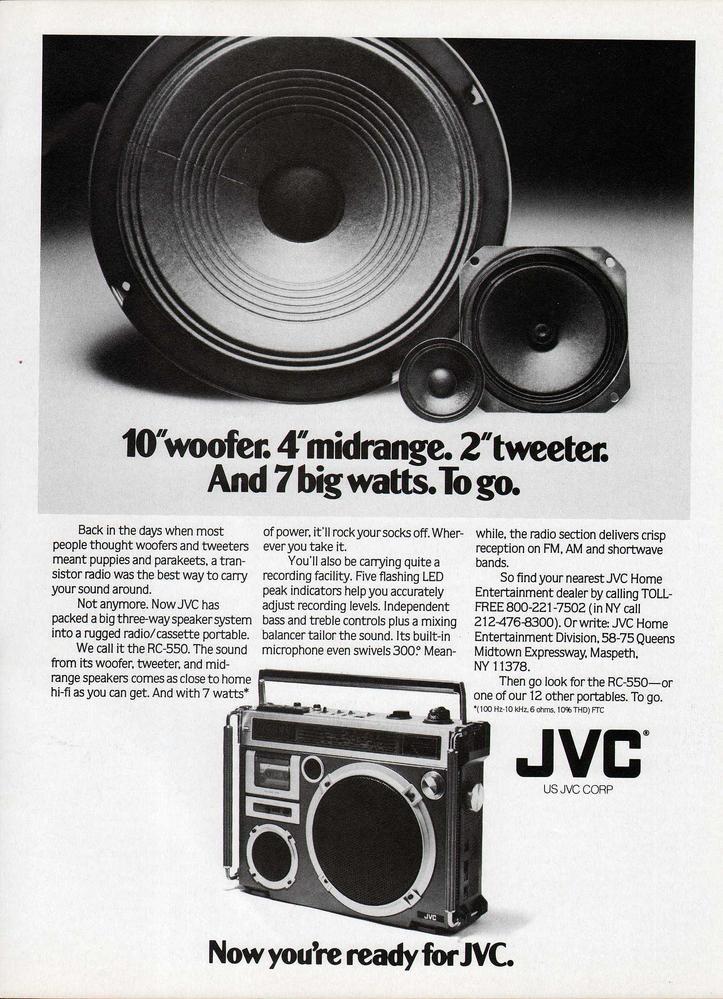 10″woofer. 4″midrange. 2″tweeter.
And 7 big watts. To go.
Back in the days when most
people thought woofers and tweeters
meant puppies and parakeets, a tran-
sistor radio was the best way to carry
your sound around.
Not anymore. Now JVC has
packed a big three-way speaker system
into a rugged radio/cassette portable.
We call it the RC-550. The sound
from its woofer, tweeter, and mid-
range speakers comes as close to home
hi-fi as you can get. And with 7 watts*
of power, it'll rock your socks off. Wher-
ever you take it.
You'll also be carrying quite a
recording facility. Five flashing LED
peak indicators help you accurately
adjust recording levels. Independent
bass and treble controls plus a mixing
balancer tailor the sound. Its built-in
microphone even swivels 300°. Mean-
while, the radio section delivers crisp
reception on FM, AM and shortwave
bands.
So find your nearest JVC Home
Entertainment dealer by calling TOLL-
FREE 800-221-7502 (in NY call
212-476-8300). Or write: JVC Home
Entertainment Division, 58-75 Queens
Midtown Expressway, Maspeth,
NY 11378.
Then go look for the RC-550—or
one of our 12 other portables. To go.
*(100 Hz-10 kHz, 6 ohms, 10% THD) FTC
JVC®
US JVC CORP
JVC
Now you're ready for JVC.